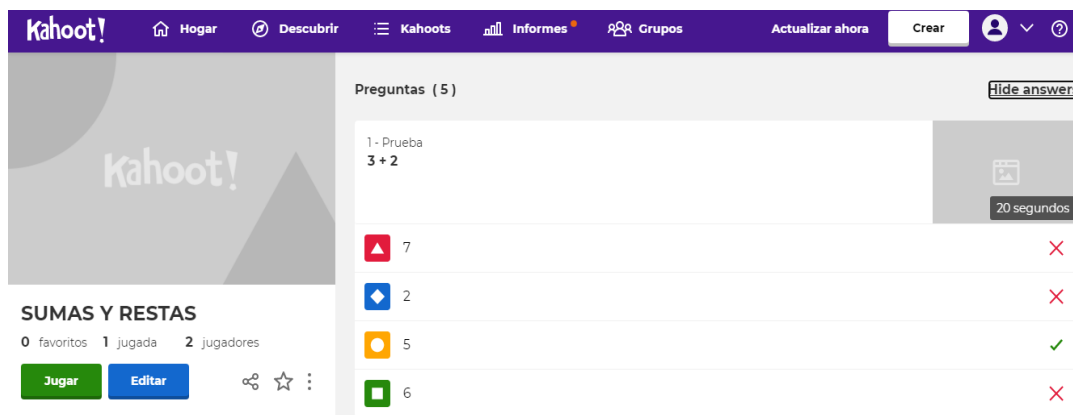 Kahoot! Hogar Descubrir Kahoots Informes Grupos Actualizar ahora Crear
Preguntas (5) Hide answers
1 - Prueba
3 + 2
Kahoot!
20 segundos
7
2
5
6
SUMAS Y RESTAS
0 favoritos 1 jugada 2 jugadores
Jugar Editar